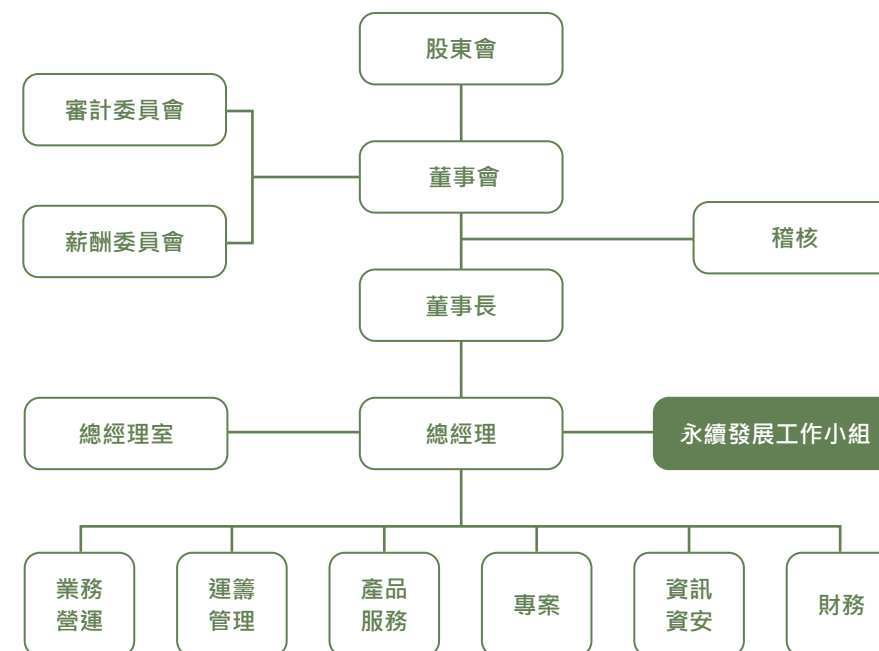 股東會
審計委員會
董事會
薪酬委員會
稽核
董事長
總經理室
總經理
永續發展工作小組
業務
營運
運籌
管理
產品
服務
專案
資訊
資安
財務